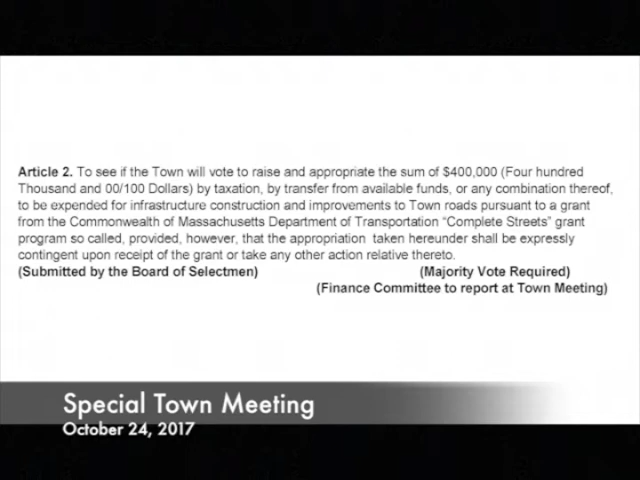 Article 2. To see if the Town will vote to raise and appropriate the sum of $400,000 (Four hundred
Thousand and 00/100 Dollars) by taxation, by transfer from available funds, or any combination thereof,
to be expended for infrastructure construction and improvements to Town roads pursuant to a grant
from the Commonwealth of Massachusetts Department of Transportation “Complete Streets” grant
program so called, provided, however, that the appropriation taken hereunder shall be expressly
contingent upon receipt of the grant or take any other action relative thereto.
(Submitted by the Board of Selectmen) (Majority Vote Required)
(Finance Committee to report at Town Meeting)
Special Town Meeting
October 24, 2017